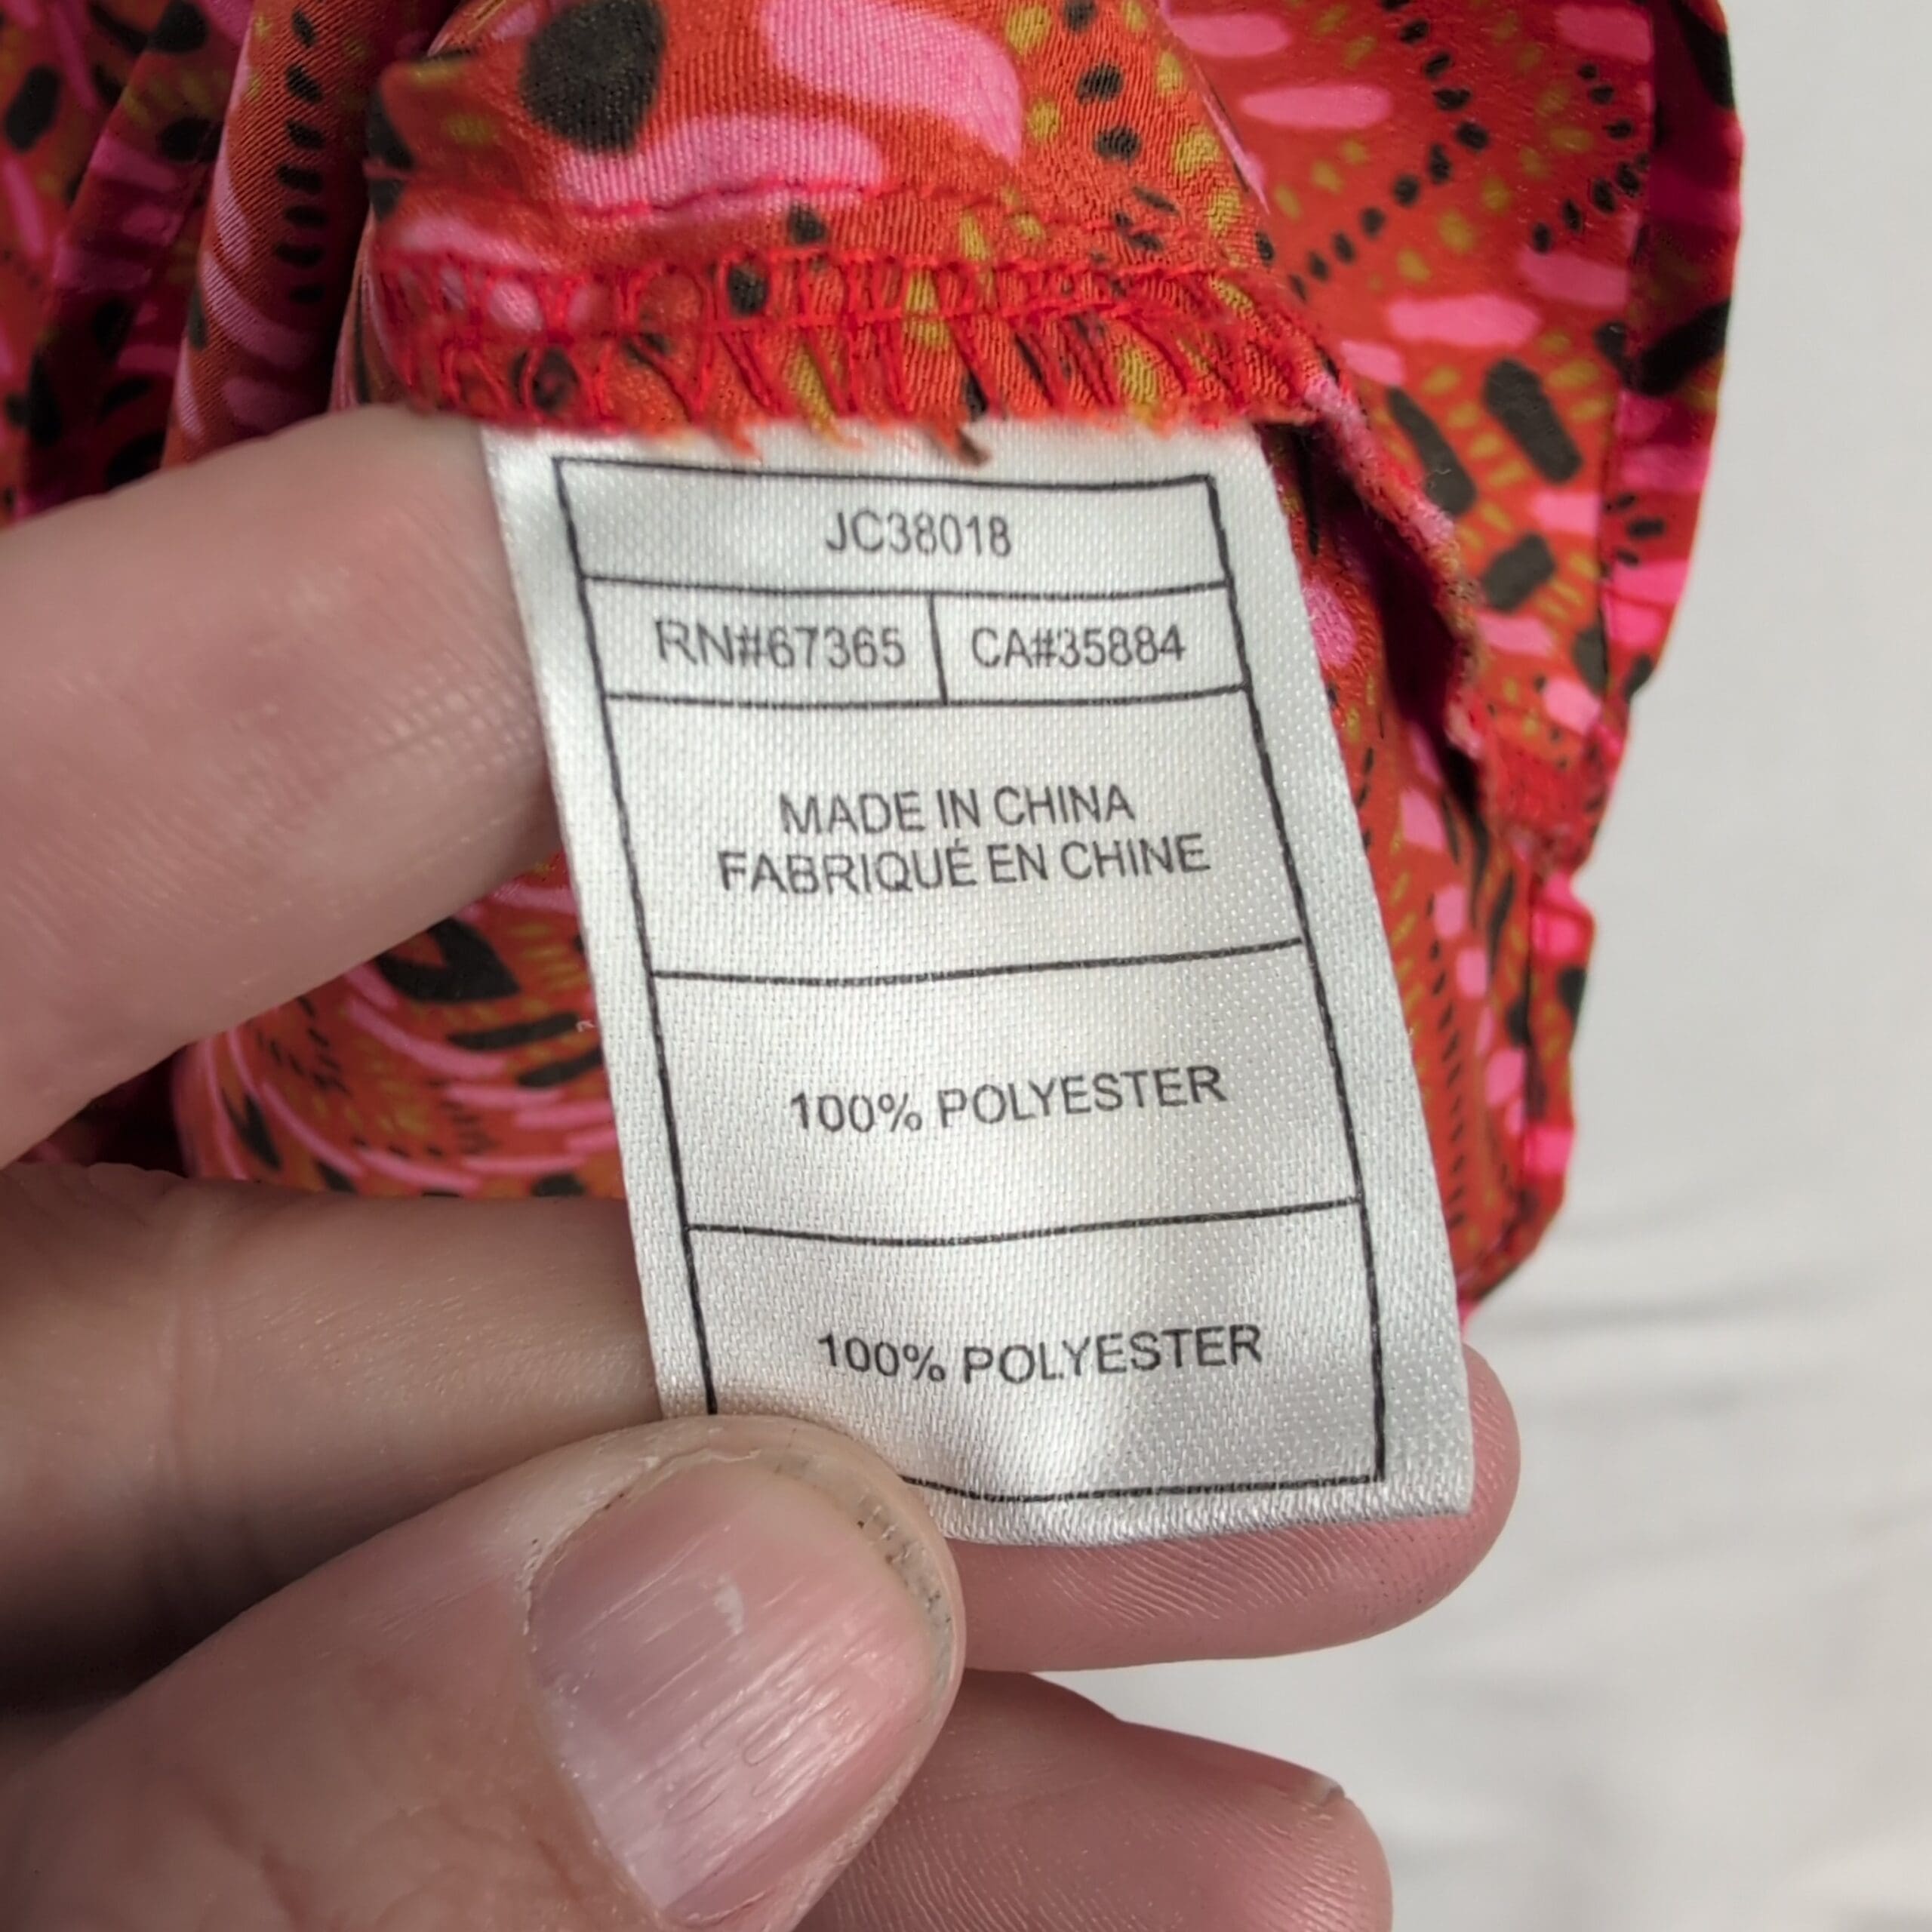 JC38018
RN#67365 CA#35884
MADE IN CHINA
FABRIQUÉ EN CHINE
100% POLYESTER
100% POLYESTER